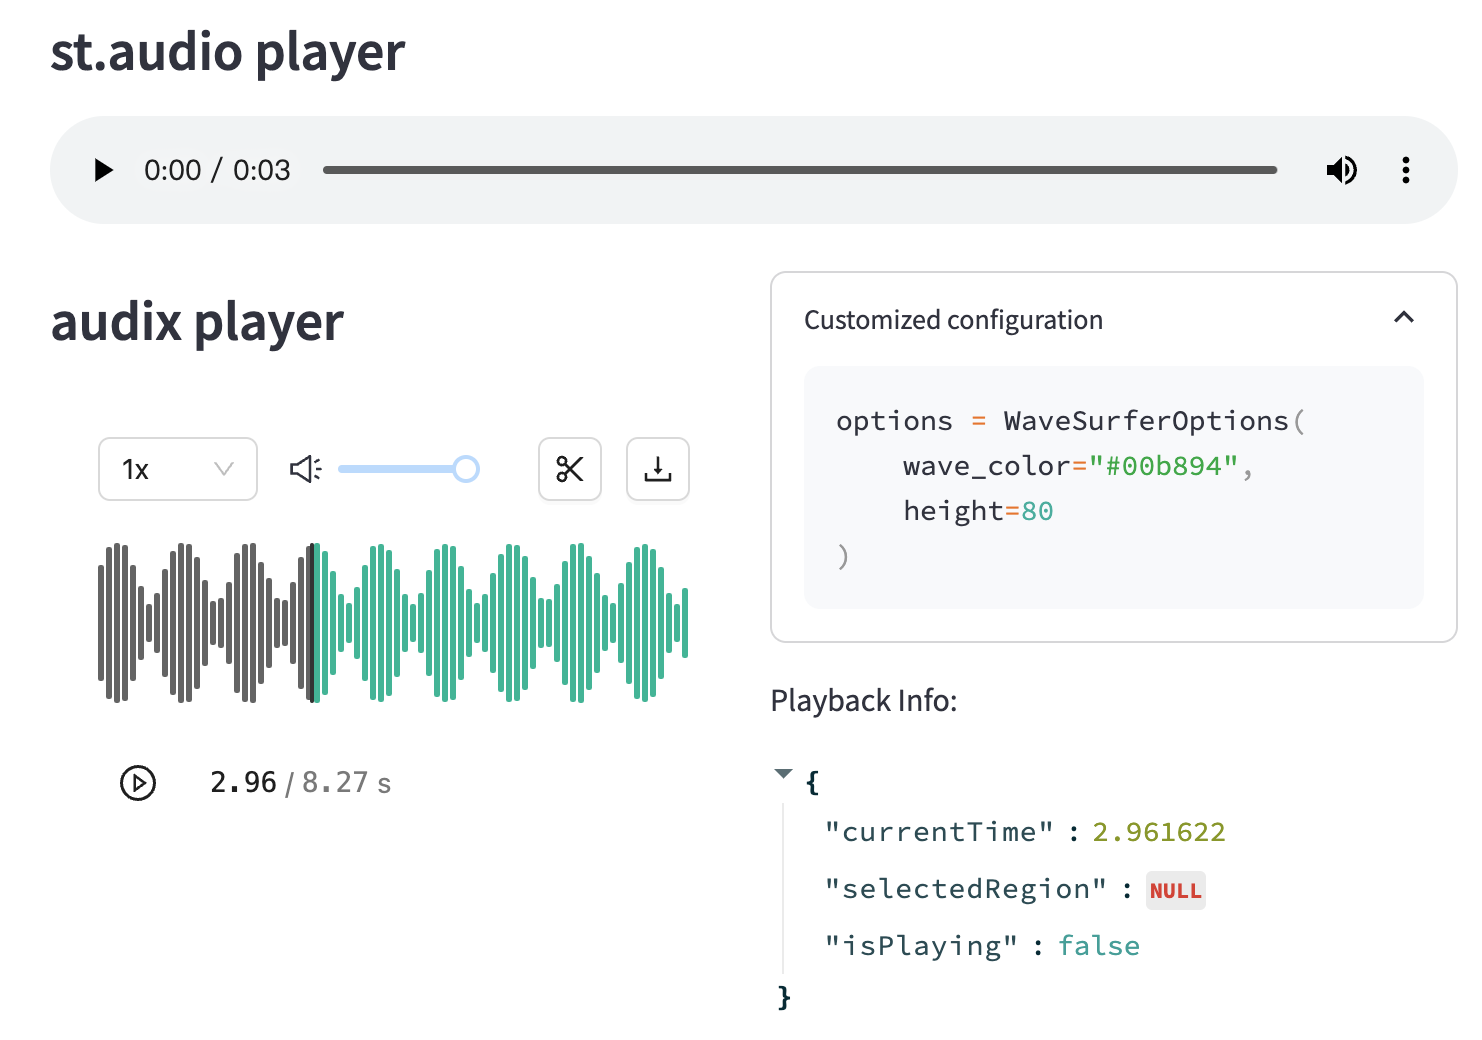 st.audio player
0:00 / 0:03
audix player
1x
2.96 / 8.27 s
Customized configuration
options = WaveSurferOptions(
    wave_color="#00b894",
    height=80
)
Playback Info:
{
"currentTime" : 2.961622
"selectedRegion" : NULL
"isPlaying" : false
}